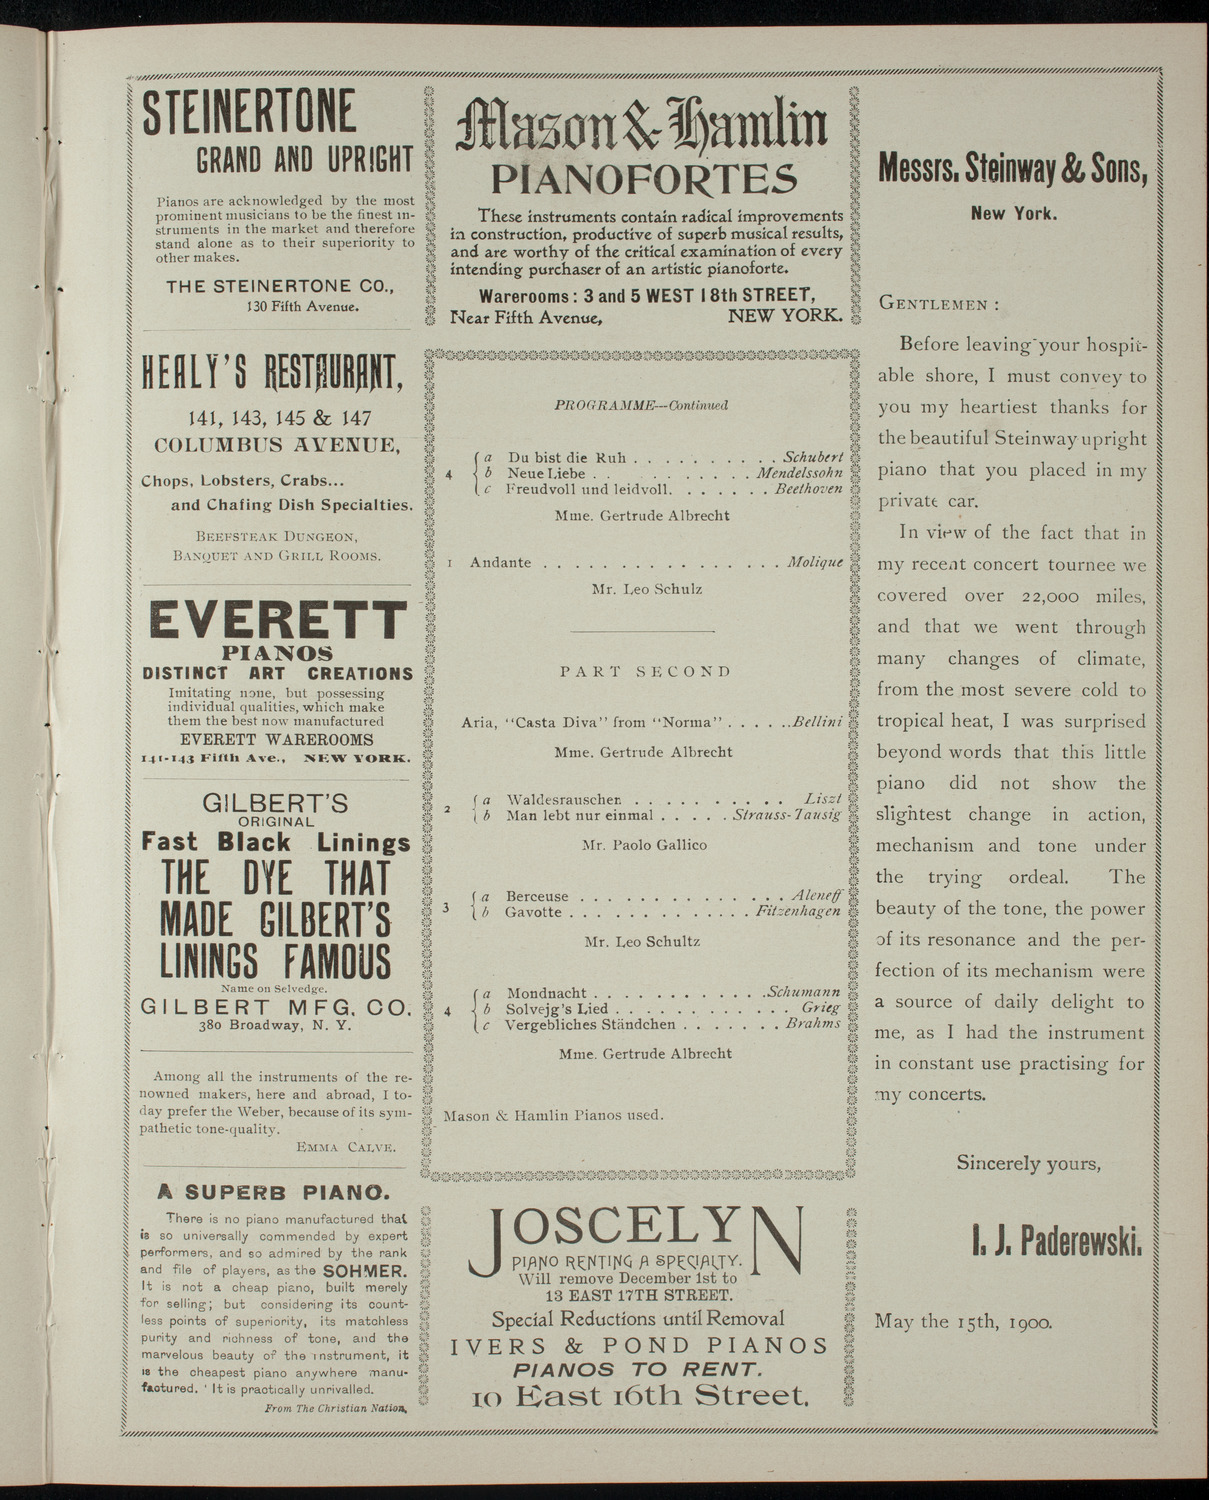 STEINERTONE
GRAND AND UPRIGHT
Pianos are acknowledged by the most
prominent musicians to be the finest in-
struments in the market and therefore
stand alone as to their superiority to
other makes.
THE STEINERTONE CO.,
130 Fifth Avenue.
HEALY'S RESTAURANT,
141, 143, 145 & 147
COLUMBUS AVENUE,
Chops, Lobsters, Crabs...
and Chafing Dish Specialties.
BEEFSTEAK DUNGEON,
BANQUET AND GRILL ROOMS.
EVERETT
PIANOS
DISTINCT ART CREATIONS
Imitating none, but possessing
individual qualities, which make
them the best now manufactured
EVERETT WAREROOMS
141-143 Fifth Ave., NEW YORK.
GILBERT'S
ORIGINAL
Fast Black Linings
THE DYE THAT
MADE GILBERT'S
LININGS FAMOUS
Name on Selvedge.
GILBERT MFG. CO.
380 Broadway, N. Y.
Among all the instruments of the re-
nowned makers, here and abroad, I to-
day prefer the Weber, because of its sym-
pathetic tone-quality.
EMMA CALVE.
A SUPERB PIANO.
There is no piano manufactured that
is so universally commended by expert
performers, and so admired by the rank
and file of players, as the SOHMER.
It is not a cheap piano, built merely
for selling; but considering its count-
less points of superiority, its matchless
purity and richness of tone, and the
marvelous beauty of the instrument, it
is the cheapest piano anywhere manu-
factured. ' It is practically unrivalled.
From The Christian Nation.
Mason & Hamlin
PIANOFORTES
These instruments contain radical improvements
in construction, productive of superb musical results,
and are worthy of the critical examination of every
intending purchaser of an artistic pianoforte.
Warerooms: 3 and 5 WEST 18th STREET,
Near Fifth Avenue, NEW YORK.
PROGRAMME---Continued
4 a Du bist die Ruh . . . . . . . . . . Schubert
b Neue Liebe . . . . . . . . . . . Mendelssohn
c Freudvoll und leidvoll. . . . . . . Beethoven
Mme. Gertrude Albrecht
1 Andante . . . . . . . . . . . . . . . . Molique
Mr. Leo Schulz
PART SECOND
Aria, "Casta Diva" from "Norma" . . . . . . Bellini
Mme. Gertrude Albrecht
2 a Waldesrauschen . . . . . . . . . . Liszt
b Man lebt nur einmal . . . . . Strauss-Tausig
Mr. Paolo Gallico
3 a Berceuse . . . . . . . . . . . . . . Aleneff
b Gavotte . . . . . . . . . . . . . Fitzenhagen
Mr. Leo Schultz
4 a Mondnacht . . . . . . . . . . . . Schumann
b Solvejg's Lied . . . . . . . . . . . . Grieg
c Vergebliches Ständchen . . . . . . . Brahms
Mme. Gertrude Albrecht
Mason & Hamlin Pianos used.
JOSCELYN
PIANO RENTING A SPECIALTY.
Will remove December 1st to
13 EAST 17TH STREET.
Special Reductions until Removal
IVERS & POND PIANOS
PIANOS TO RENT.
10 East 16th Street.
Messrs. Steinway & Sons,
New York.
GENTLEMEN :
Before leaving your hospit-
able shore, I must convey to
you my heartiest thanks for
the beautiful Steinway upright
piano that you placed in my
private car.
In view of the fact that in
my recent concert tournee we
covered over 22,000 miles,
and that we went through
many changes of climate,
from the most severe cold to
tropical heat, I was surprised
beyond words that this little
piano did not show the
slightest change in action,
mechanism and tone under
the trying ordeal. The
beauty of the tone, the power
of its resonance and the per-
fection of its mechanism were
a source of daily delight to
me, as I had the instrument
in constant use practising for
my concerts.
Sincerely yours,
I. J. Paderewski.
May the 15th, 1900.